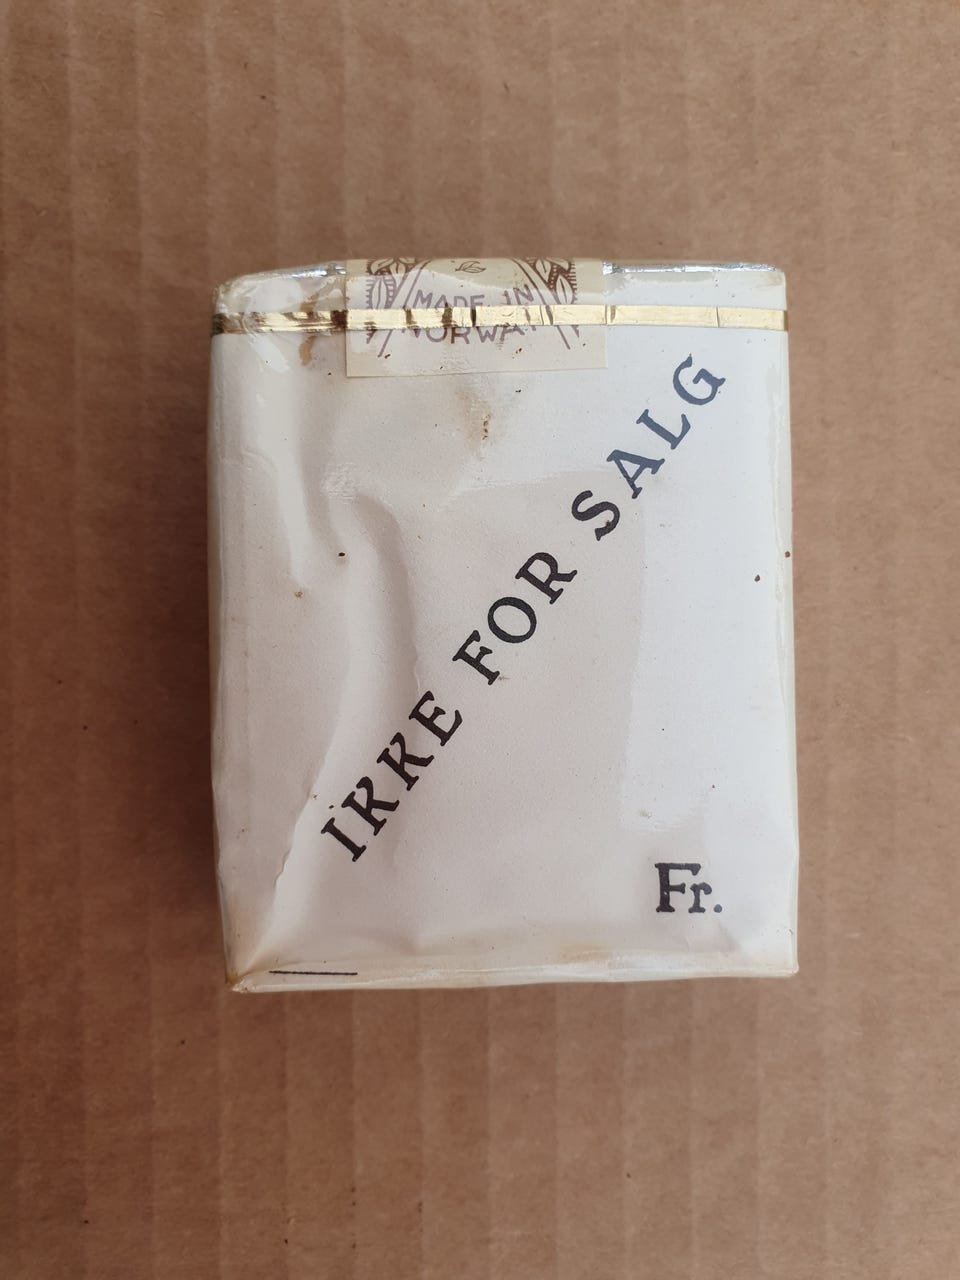 MADE IN
NORWAY
IKKE FOR SALG
Fr.